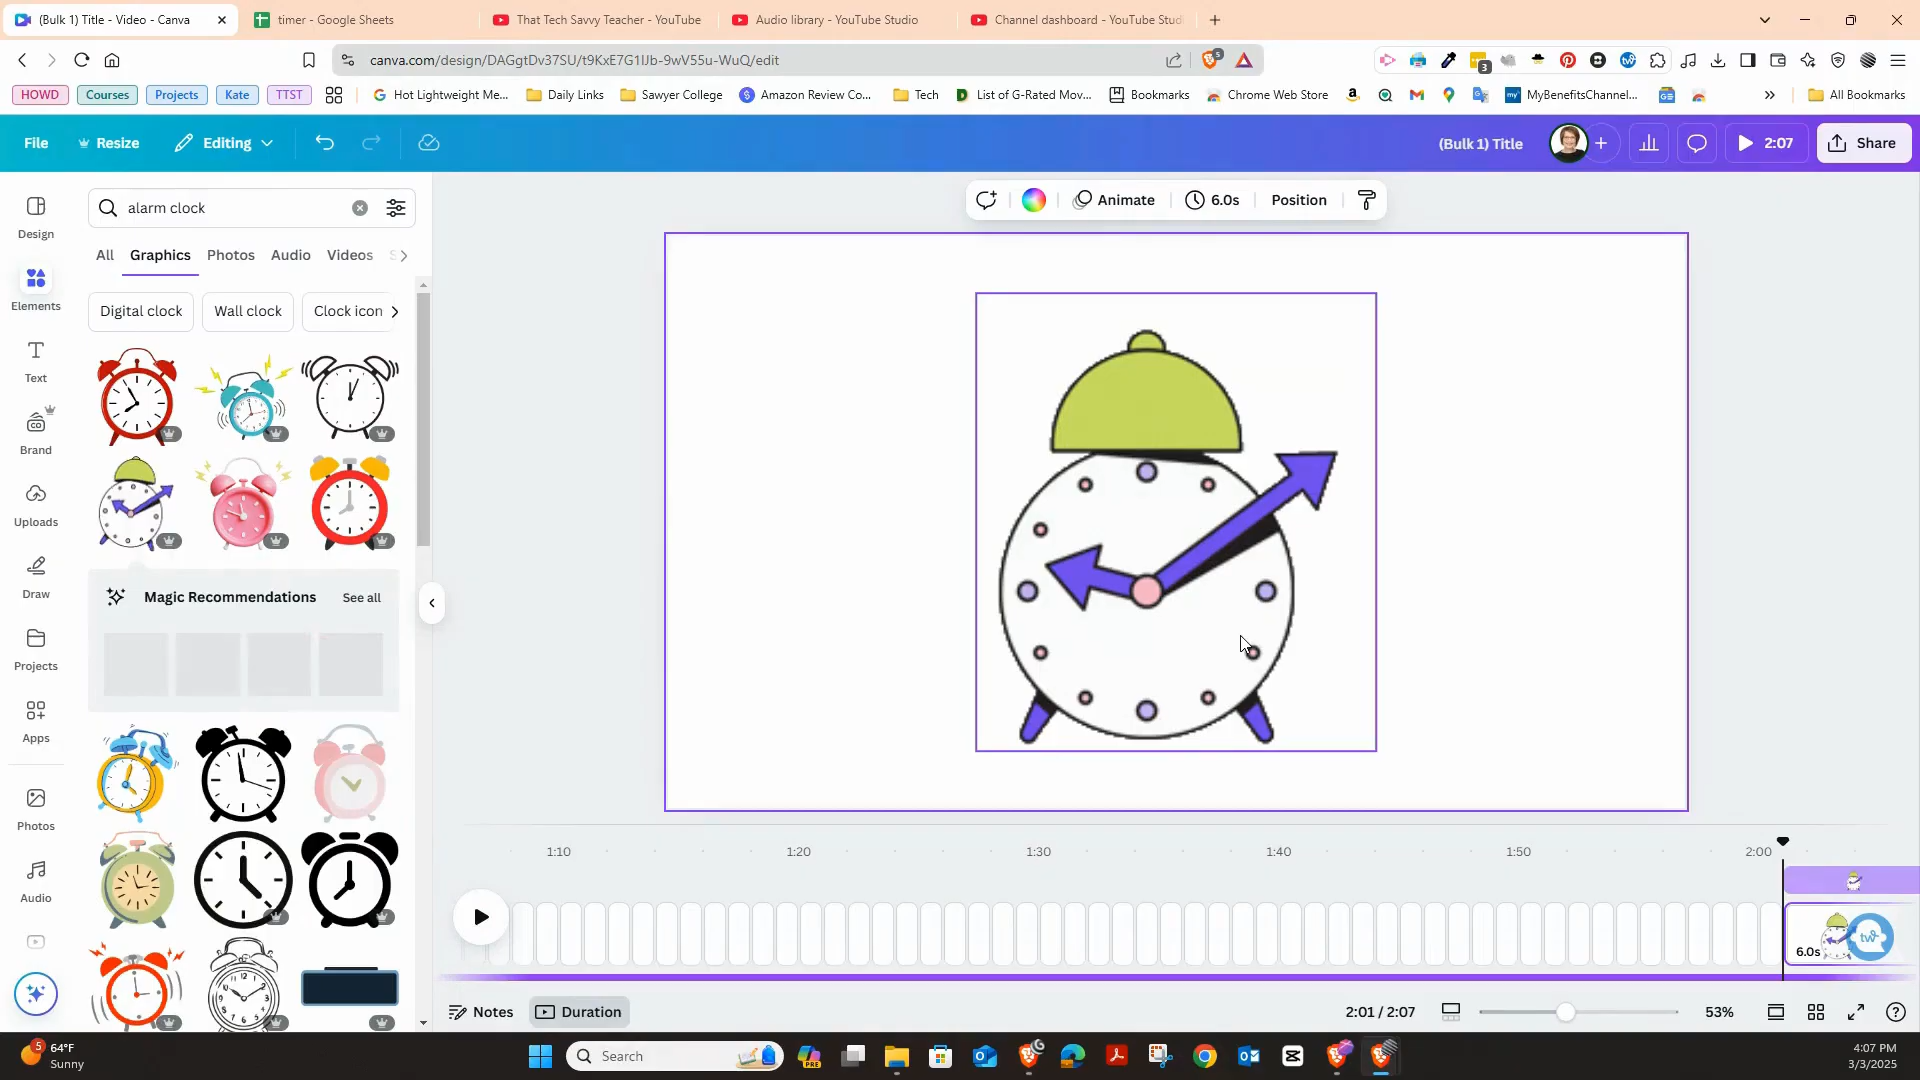 (Bulk 1) Title - Video - Canva
timer - Google Sheets
That Tech Savvy Teacher - YouTube
Audio library - YouTube Studio
Channel dashboard - YouTube Stud
canva.com/design/DAGgtDv37SU/t9KxE7G1IJb-9wV55u-WuQ/edit
5
3
HOWD
Courses
Projects
Kate
TTST
Hot Lightweight Me...
Daily Links
Sawyer College
Amazon Review Co...
Tech
List of G-Rated Mov...
Bookmarks
Chrome Web Store
MyBenefitsChannel...
All Bookmarks
File
Resize
Editing
(Bulk 1) Title
2:07
Share
Design
Elements
Text
Brand
Uploads
Draw
Projects
Apps
Photos
Audio
alarm clock
All
Graphics
Photos
Audio
Videos
S
Digital clock
Wall clock
Clock icon
Magic Recommendations
See all
Animate
6.0s
Position
1:10
1:20
1:30
1:40
1:50
2:00
6.0s
Notes
Duration
2:01 / 2:07
53%
5
64°F
Sunny
Search
4:07 PM
3/3/2025